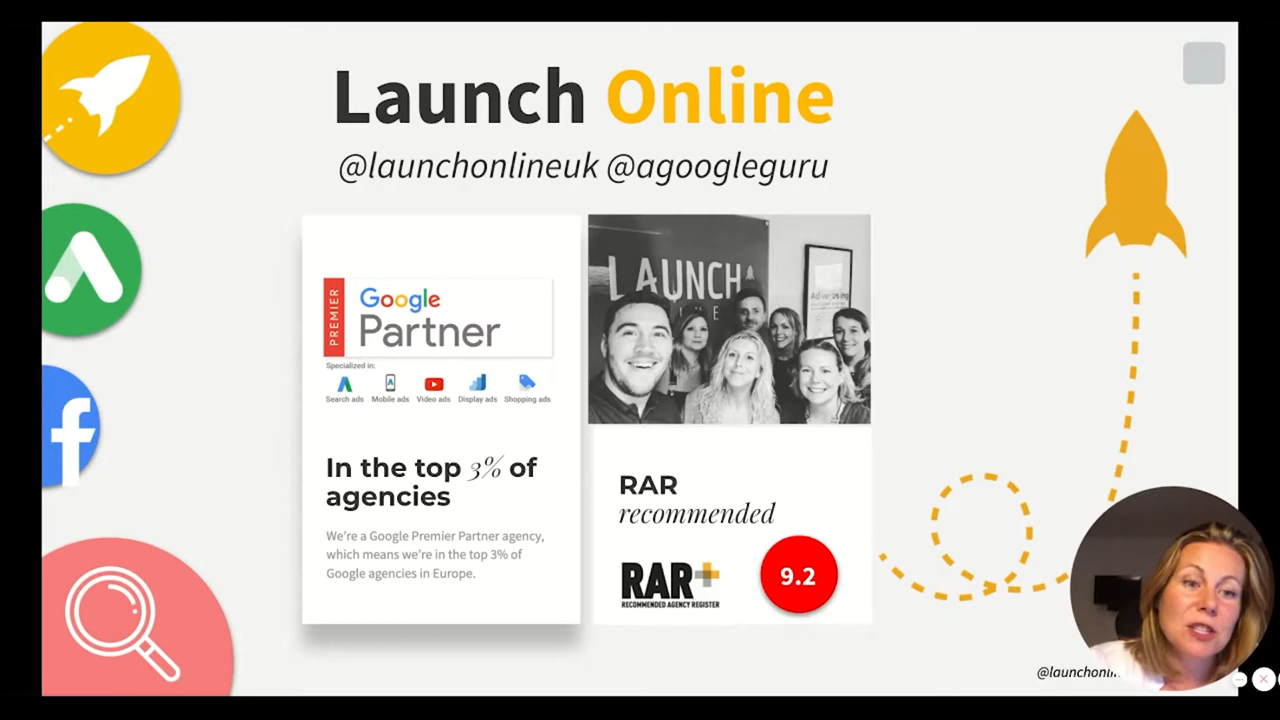 Launch Online
@launchonlineuk @agoogleguru
PREMIER
Google
Partner
Specialized in:
Search ads Mobile ads Video ads Display ads Shopping ads
In the top 3% of
agencies
We're a Google Premier Partner agency,
which means we're in the top 3% of
Google agencies in Europe.
LAUNCH
RAR
recommended
RAR+
RECOMMENDED AGENCY REGISTER
9.2